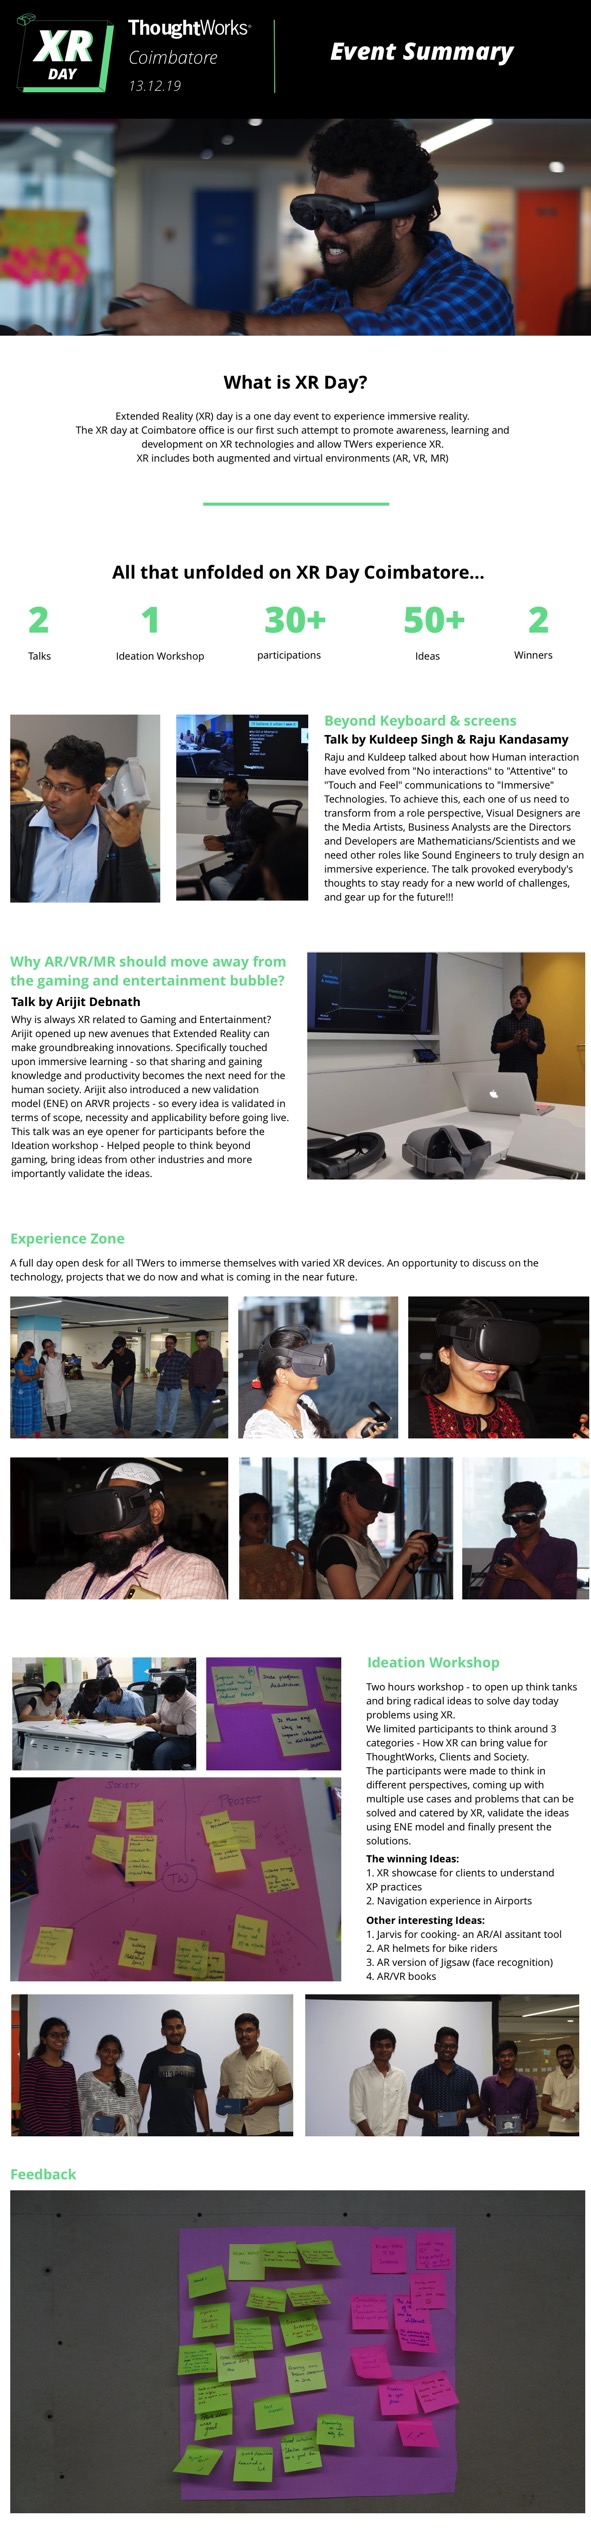 XR
DAY
ThoughtWorks®
Coimbatore
13.12.19
Event Summary
What is XR Day?
Extended Reality (XR) day is a one day event to experience immersive reality.
The XR day at Coimbatore office is our first such attempt to promote awareness, learning and
development on XR technologies and allow TWers experience XR.
XR includes both augmented and virtual environments (AR, VR, MR)
All that unfolded on XR Day Coimbatore...
2 1 30+ 50+ 2
Talks Ideation Workshop participations Ideas Winners
Beyond Keyboard & screens
Talk by Kuldeep Singh & Raju Kandasamy
Raju and Kuldeep talked about how Human interaction
have evolved from "No interactions" to "Attentive" to
"Touch and Feel" communications to "Immersive"
Technologies. To achieve this, each one of us need to
transform from a role perspective, Visual Designers are
the Media Artists, Business Analysts are the Directors
and Developers are Mathematicians/Scientists and we
need other roles like Sound Engineers to truly design an
immersive experience. The talk provoked everybody's
thoughts to stay ready for a new world of challenges,
and gear up for the future!!!
Why AR/VR/MR should move away from
the gaming and entertainment bubble?
Talk by Arijit Debnath
Why is always XR related to Gaming and Entertainment?
Arijit opened up new avenues that Extended Reality can
make groundbreaking innovations. Specifically touched
upon immersive learning - so that sharing and gaining
knowledge and productivity becomes the next need for the
human society. Arijit also introduced a new validation
model (ENE) on ARVR projects - so every idea is validated in
terms of scope, necessity and applicability before going live.
This talk was an eye opener for participants before the
Ideation workshop - Helped people to think beyond
gaming, bring ideas from other industries and more
importantly validate the ideas.
Experience Zone
A full day open desk for all TWers to immerse themselves with varied XR devices. An opportunity to discuss on the
technology, projects that we do now and what is coming in the near future.
Ideation Workshop
Two hours workshop - to open up think tanks
and bring radical ideas to solve day today
problems using XR.
We limited participants to think around 3
categories - How XR can bring value for
ThoughtWorks, Clients and Society.
The participants were made to think in
different perspectives, coming up with
multiple use cases and problems that can be
solved and catered by XR, validate the ideas
using ENE model and finally present the
solutions.
The winning Ideas:
1. XR showcase for clients to understand
XP practices
2. Navigation experience in Airports
Other interesting Ideas:
1. Jarvis for cooking- an AR/AI assitant tool
2. AR helmets for bike riders
3. AR version of Jigsaw (face recognition)
4. AR/VR books
SOCIETY
PROJECT
TW
Feedback